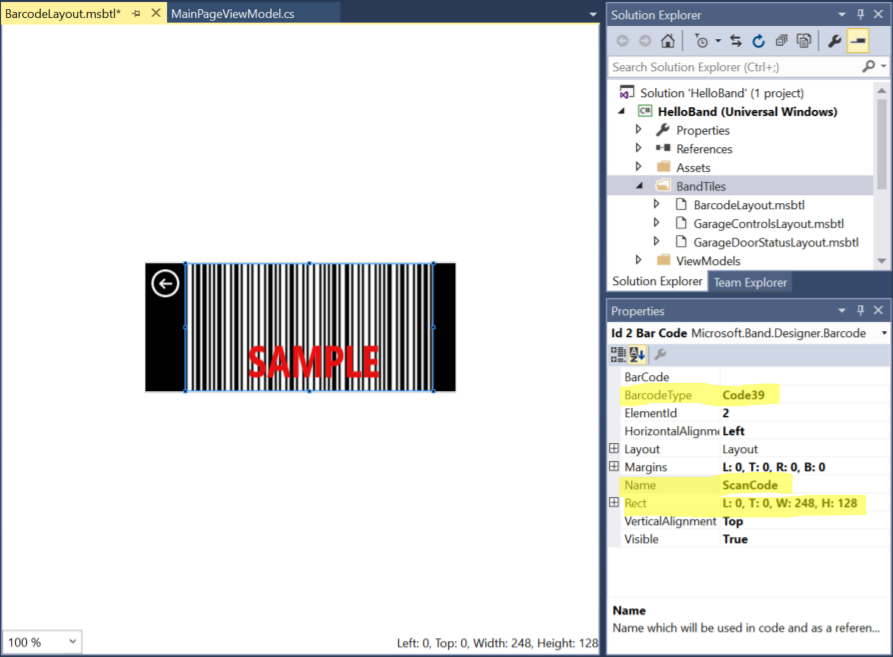 BarcodeLayout.msbtl*
MainPageViewModel.cs
SAMPLE
100 %
Left: 0, Top: 0, Width: 248, Height: 128
Solution Explorer
Search Solution Explorer (Ctrl+;)
Solution 'HelloBand' (1 project)
C# HelloBand (Universal Windows)
Properties
References
Assets
BandTiles
BarcodeLayout.msbtl
GarageControlsLayout.msbtl
GarageDoorStatusLayout.msbtl
ViewModels
Solution Explorer Team Explorer
Properties
Id 2 Bar Code Microsoft.Band.Designer.Barcode
BarCode
BarcodeType Code39
ElementId 2
HorizontalAlignme Left
Layout Layout
Margins L: 0, T: 0, R: 0, B: 0
Name ScanCode
Rect L: 0, T: 0, W: 248, H: 128
VerticalAlignment Top
Visible True
Name
Name which will be used in code and as a referen...